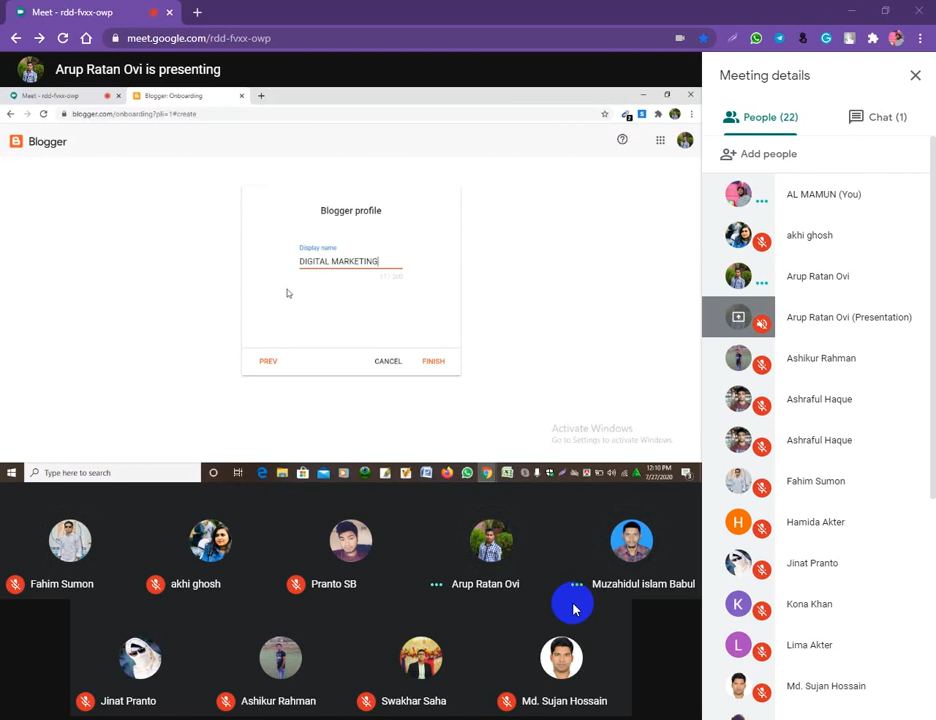 Meet - rdd-fvxx-owp
meet.google.com/rdd-fvxx-owp
Arup Ratan Ovi is presenting
Meet - rdd-fvxx-owp
Blogger: Onboarding
blogger.com/onboarding?pli=1#create
Blogger
Blogger profile
Display name
DIGITAL MARKETING
PREV
CANCEL
FINISH
Activate Windows
Go to Settings to activate Windows.
Type here to search
12:10 PM
7/27/2020
Fahim Sumon
akhi ghosh
Pranto SB
Arup Ratan Ovi
Muzahidul islam Babul
Jinat Pranto
Ashikur Rahman
Swakhar Saha
Md. Sujan Hossain
Meeting details
People (22)
Chat (1)
Add people
AL MAMUN (You)
akhi ghosh
Arup Ratan Ovi
Arup Ratan Ovi (Presentation)
Ashikur Rahman
Ashraful Haque
Ashraful Haque
Fahim Sumon
H
Hamida Akter
Jinat Pranto
K
Kona Khan
L
Lima Akter
Md. Sujan Hossain